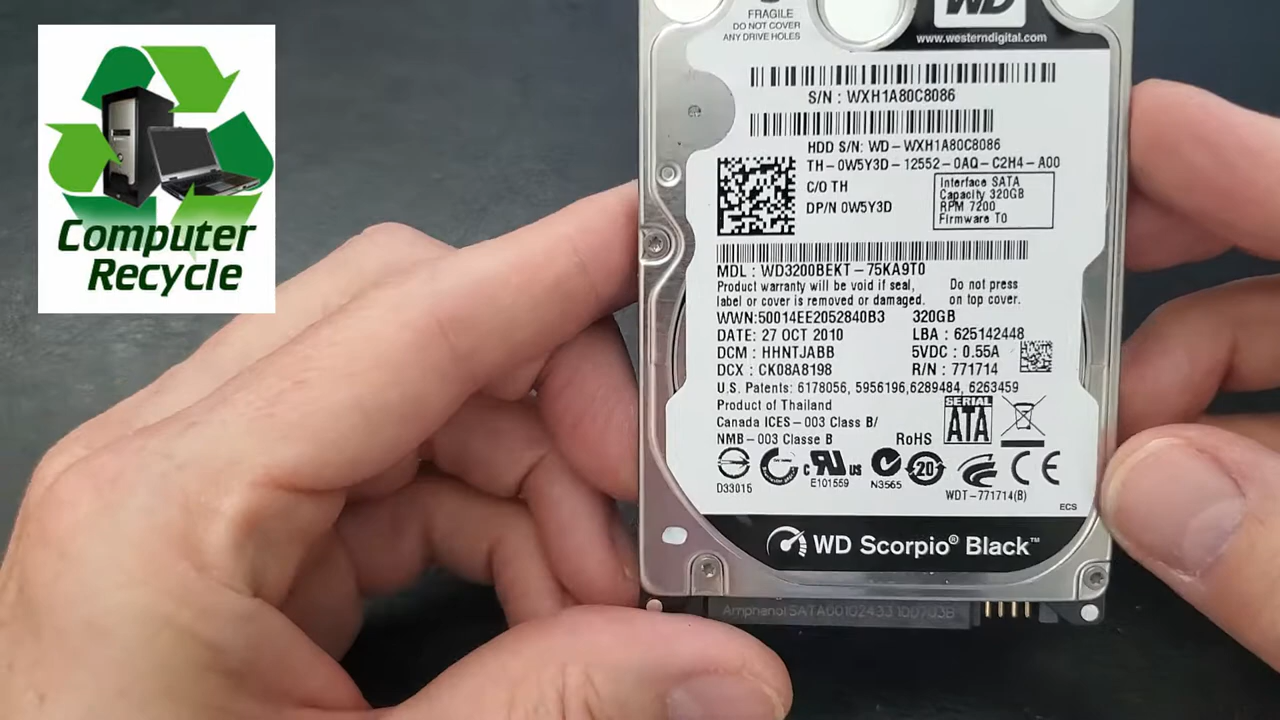 Computer
Recycle
FRAGILE
DO NOT COVER
ANY DRIVE HOLES
WD
www.westerndigital.com
S/N : WXH1A80C8086
HDD S/N: WD-WXH1A80C8086
TH-0W5Y3D-12552-0AQ-C2H4-A00
C/O TH
DP/N 0W5Y3D
Interface SATA
Capacity 320GB
RPM 7200
Firmware T0
MDL : WD3200BEKT-75KA9T0
Product warranty will be void if seal,
label or cover is removed or damaged.
Do not press
on top cover.
WWN:50014EE2052840B3 320GB
DATE: 27 OCT 2010 LBA : 625142448
DCM : HHNTJABB 5VDC : 0.55A
DCX : CK08A8198 R/N : 771714
U.S. Patents: 6178056, 5956196,6289484, 6263459
Product of Thailand
Canada ICES-003 Class B/
NMB-003 Classe B
RoHS
SERIAL
ATA
D33015
c US
E101559
N3565
20
CE
WDT-771714(B)
ECS
WD Scorpio® Black™
Amphenol SATA00102433 100703B